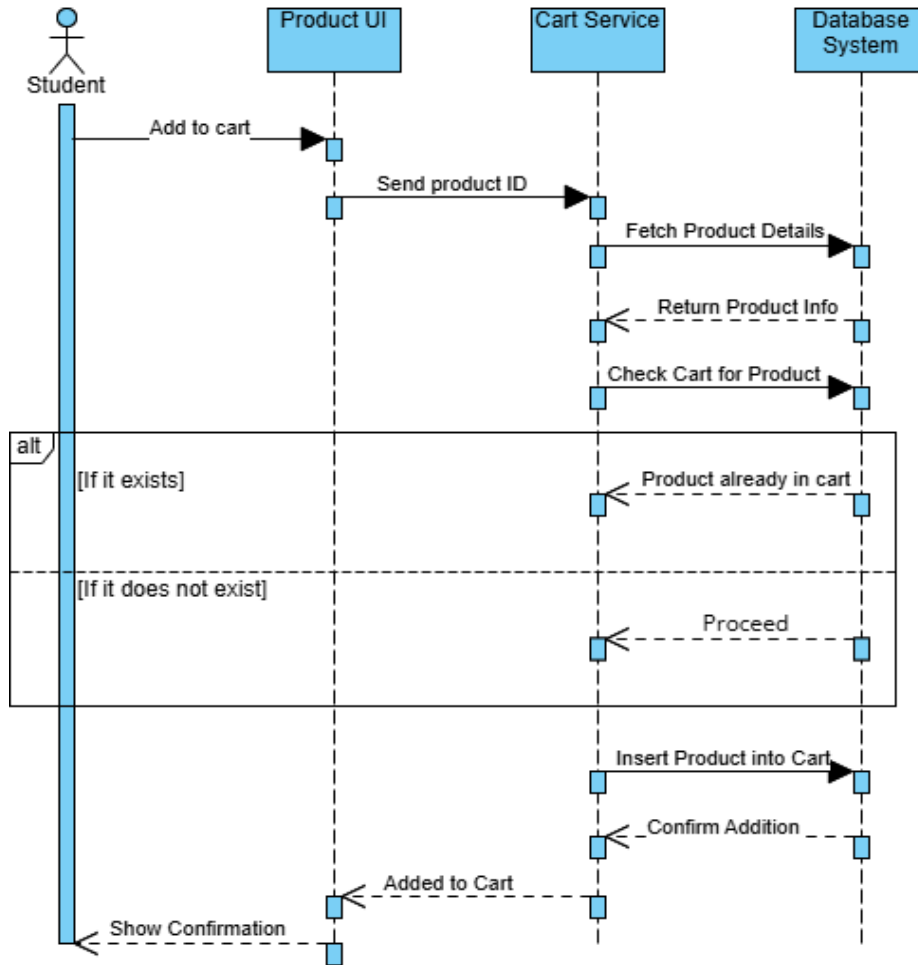 Product UI
Cart Service
Database
System
Student
Add to cart
Send product ID
Fetch Product Details
Return Product Info
Check Cart for Product
alt
[If it exists]
Product already in cart
[If it does not exist]
Proceed
Insert Product into Cart
Confirm Addition
Added to Cart
Show Confirmation